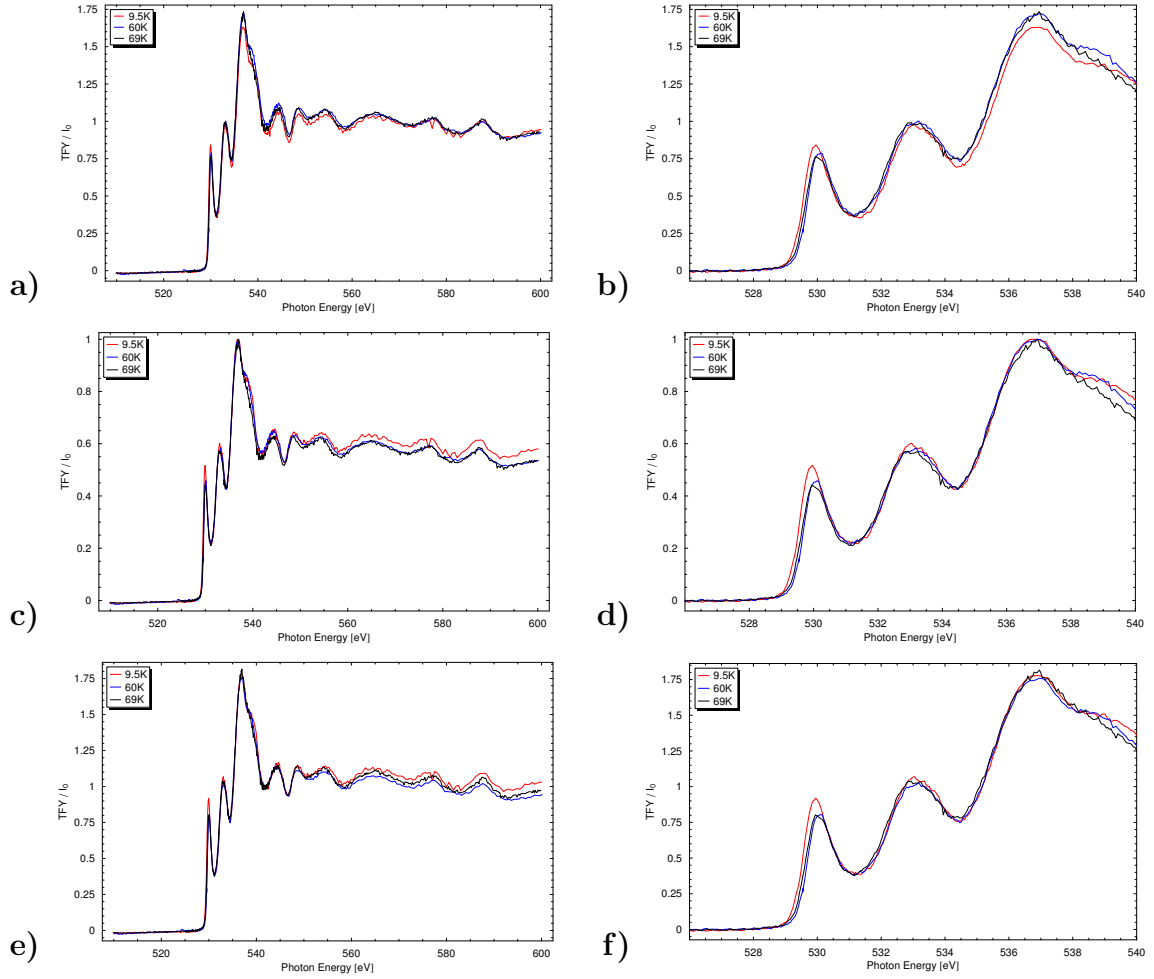 9.5K
60K
69K
TFY / I0
1.75
1.5
1.25
1
0.75
0.5
0.25
0
520 540 560 580 600
Photon Energy [eV]
a)
9.5K
60K
69K
TFY / I0
1.75
1.5
1.25
1
0.75
0.5
0.25
0
528 530 532 534 536 538 540
Photon Energy [eV]
b)
9.5K
60K
69K
TFY / I0
1
0.8
0.6
0.4
0.2
0
520 540 560 580 600
Photon Energy [eV]
c)
9.5K
60K
69K
TFY / I0
1
0.8
0.6
0.4
0.2
0
528 530 532 534 536 538 540
Photon Energy [eV]
d)
9.5K
60K
69K
TFY / I0
1.75
1.5
1.25
1
0.75
0.5
0.25
0
520 540 560 580 600
Photon Energy [eV]
e)
9.5K
60K
69K
TFY / I0
1.75
1.5
1.25
1
0.75
0.5
0.25
0
528 530 532 534 536 538 540
Photon Energy [eV]
f)